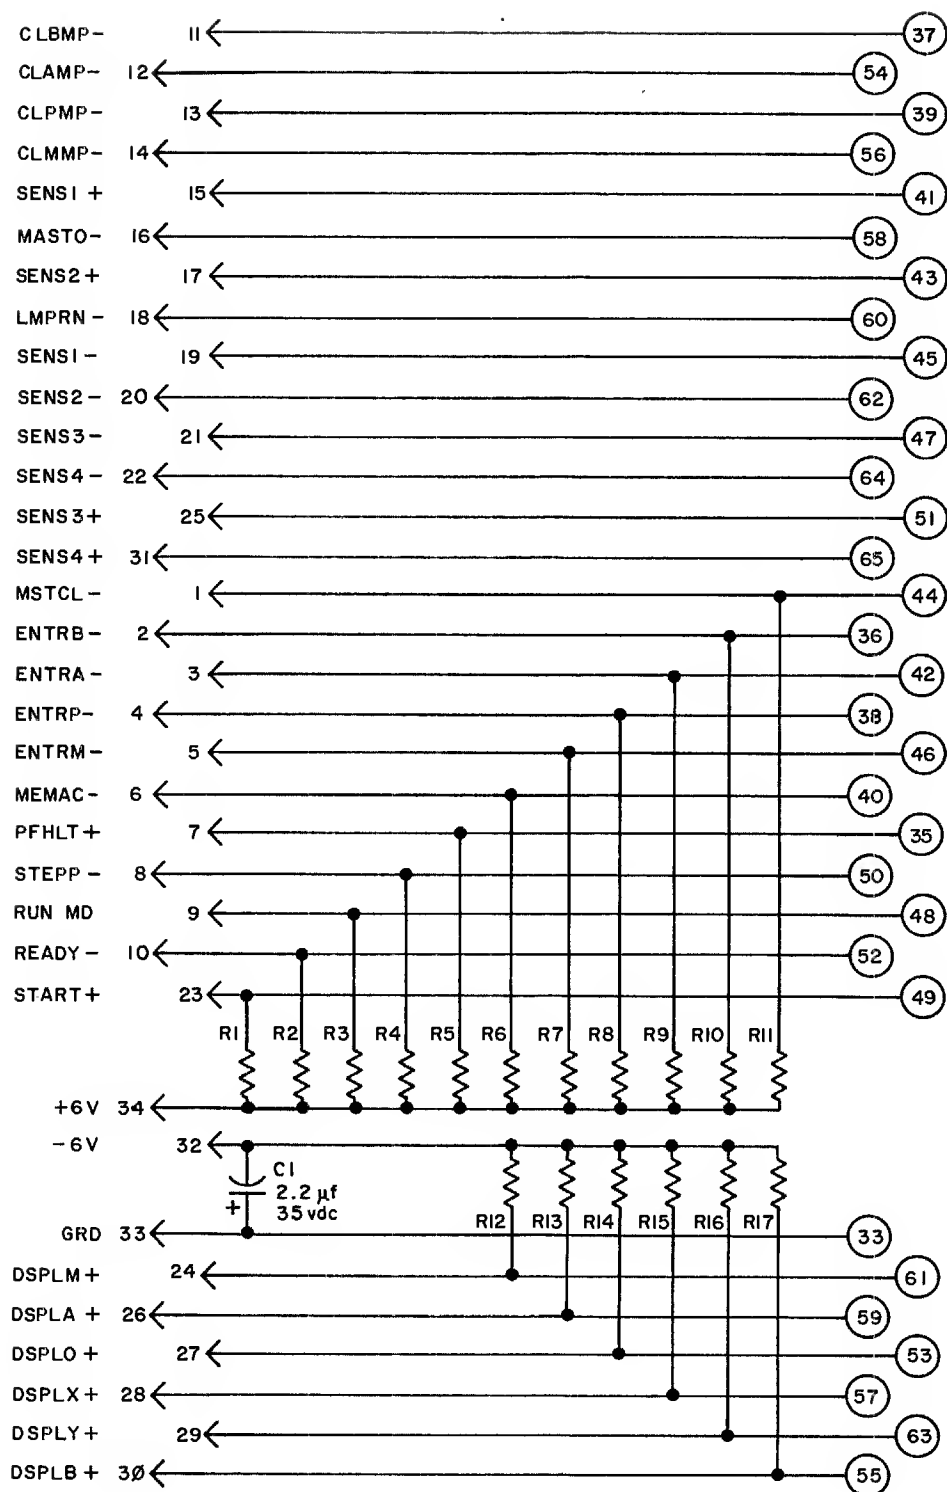 CLBMP- 11 37
CLAMP- 12 54
CLPMP- 13 39
CLMMP- 14 56
SENS1+ 15 41
MASTO- 16 58
SENS2+ 17 43
LMPRN- 18 60
SENS1- 19 45
SENS2- 20 62
SENS3- 21 47
SENS4- 22 64
SENS3+ 25 51
SENS4+ 31 65
MSTCL- 1 44
ENTRB- 2 36
ENTRA- 3 42
ENTRP- 4 38
ENTRM- 5 46
MEMAC- 6 40
PFHLT+ 7 35
STEPP- 8 50
RUN MD 9 48
READY- 10 52
START+ 23 49
R1 R2 R3 R4 R5 R6 R7 R8 R9 R10 R11
+6V 34
-6V 32
C1
2.2 µf
+ 35 vdc
R12 R13 R14 R15 R16 R17
GRD 33 33
DSPLM+ 24 61
DSPLA+ 26 59
DSPLO+ 27 53
DSPLX+ 28 57
DSPLY+ 29 63
DSPLB+ 3Ø 55